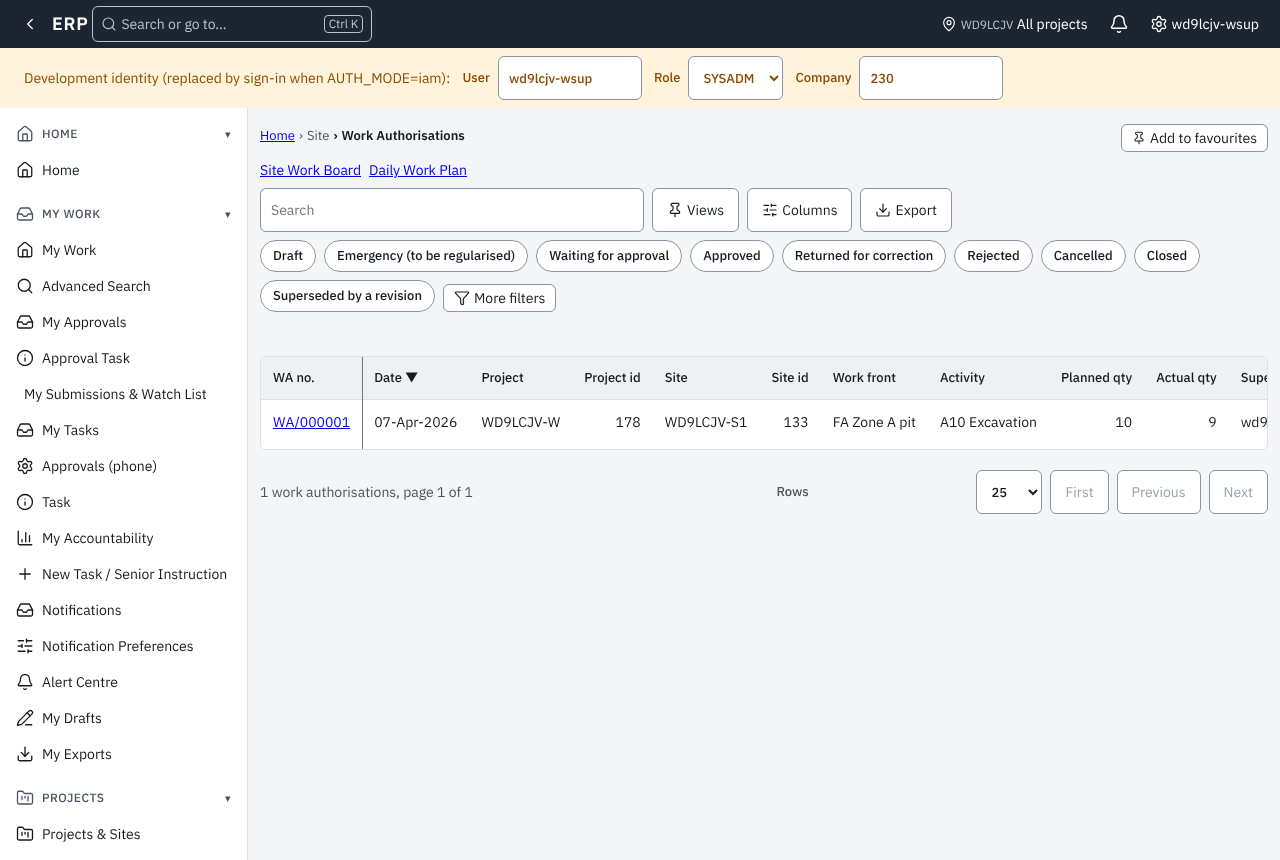 ERP Search or go to... Ctrl K WD9LCJV All projects wd9lcjv-wsup
Development identity (replaced by sign-in when AUTH_MODE=iam): User wd9lcjv-wsup Role SYSADM Company 230
HOME
Home
MY WORK
My Work
Advanced Search
My Approvals
Approval Task
My Submissions & Watch List
My Tasks
Approvals (phone)
Task
My Accountability
New Task / Senior Instruction
Notifications
Notification Preferences
Alert Centre
My Drafts
My Exports
PROJECTS
Projects & Sites
Home › Site › Work Authorisations Add to favourites
Site Work Board Daily Work Plan
Search Views Columns Export
Draft Emergency (to be regularised) Waiting for approval Approved Returned for correction Rejected Cancelled Closed
Superseded by a revision More filters
WA no. Date ▼ Project Project id Site Site id Work front Activity Planned qty Actual qty Supe
WA/000001 07-Apr-2026 WD9LCJV-W 178 WD9LCJV-S1 133 FA Zone A pit A10 Excavation 10 9 wd9
1 work authorisations, page 1 of 1 Rows 25 First Previous Next